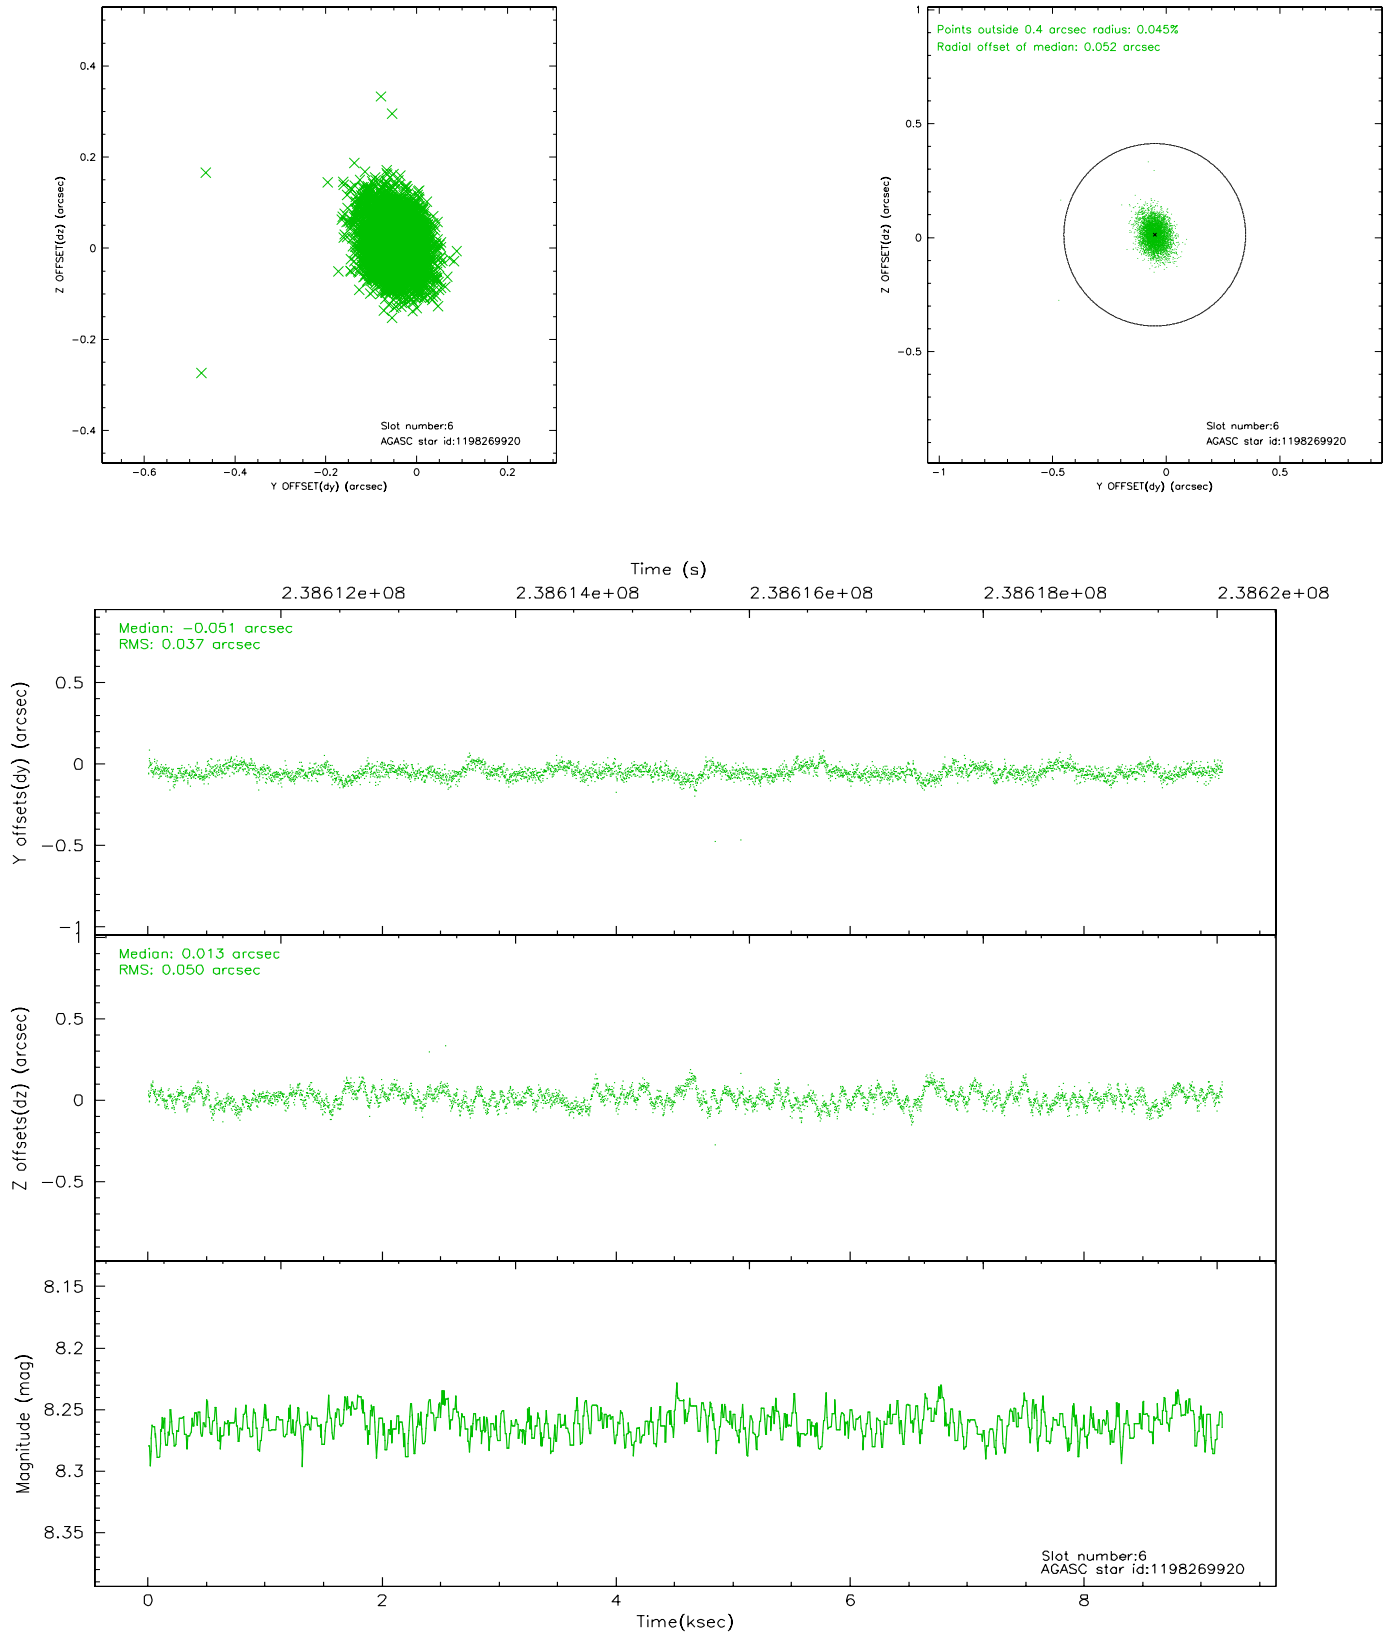 0.4
0.2
0
−0.2
−0.4
Z OFFSET(dz) (arcsec)
Slot number:6
AGASC star id:1198269920
−0.6
−0.4
−0.2
0
0.2
Y OFFSET(dy) (arcsec)
Points outside 0.4 arcsec radius: 0.045%
Radial offset of median: 0.052 arcsec
1
0.5
0
−0.5
Z OFFSET(dz) (arcsec)
Slot number:6
AGASC star id:1198269920
−1
−0.5
0
0.5
Y OFFSET(dy) (arcsec)
Time (s)
2.38612e+08
2.38614e+08
2.38616e+08
2.38618e+08
2.3862e+08
Median: −0.051 arcsec
RMS: 0.037 arcsec
0.5
0
−0.5
−1
Y offsets(dy) (arcsec)
Median: 0.013 arcsec
RMS: 0.050 arcsec
1
0.5
0
−0.5
Z offsets(dz) (arcsec)
8.15
8.2
8.25
8.3
8.35
Magnitude (mag)
Slot number:6
AGASC star id:1198269920
0
2
4
6
8
Time(ksec)